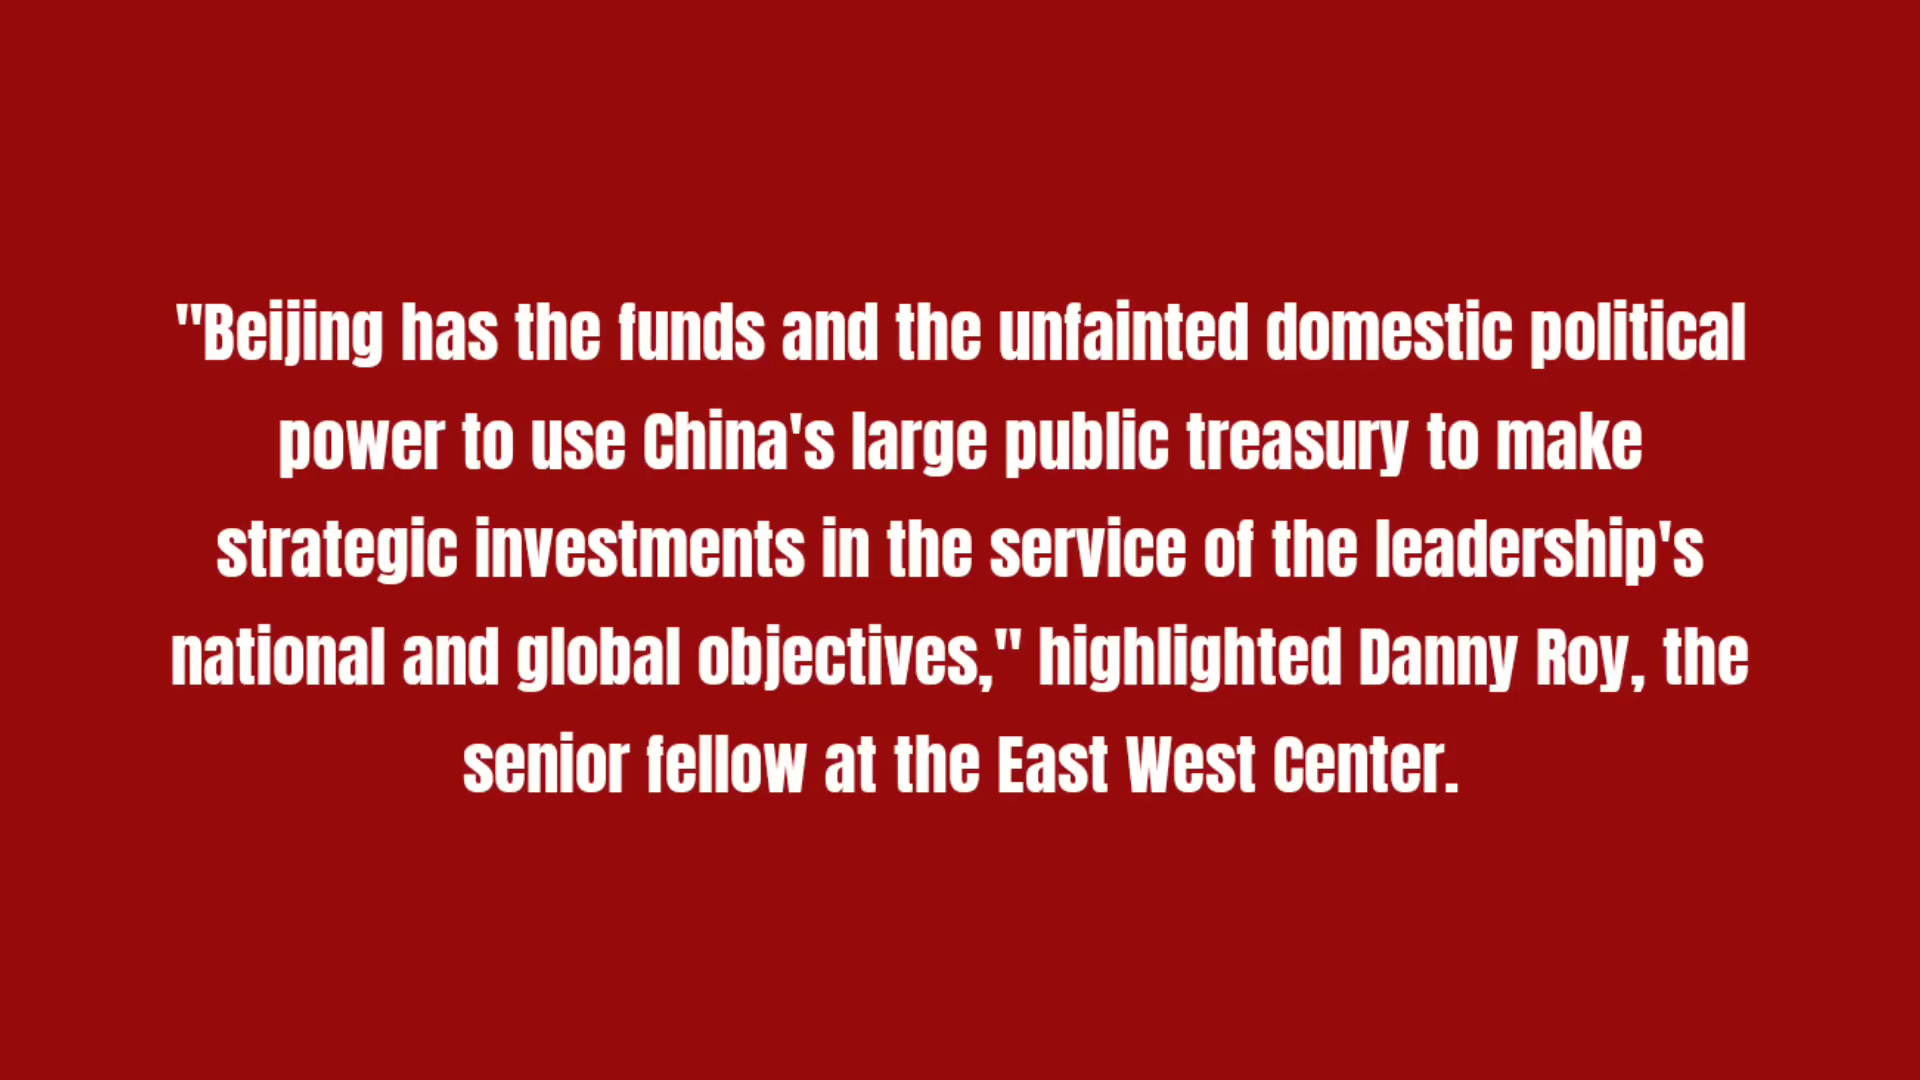 "Beijing has the funds and the unfainted domestic political
power to use China's large public treasury to make
strategic investments in the service of the leadership's
national and global objectives," highlighted Danny Roy, the
senior fellow at the East West Center.